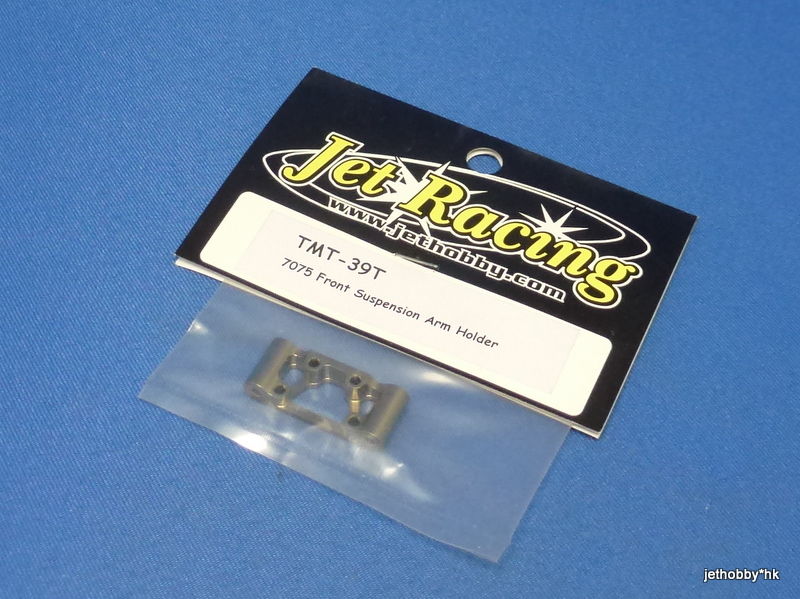 Jet Racing
www.jethobby.com
TMT-39T
7075 Front Suspension Arm Holder
jethobby*hk